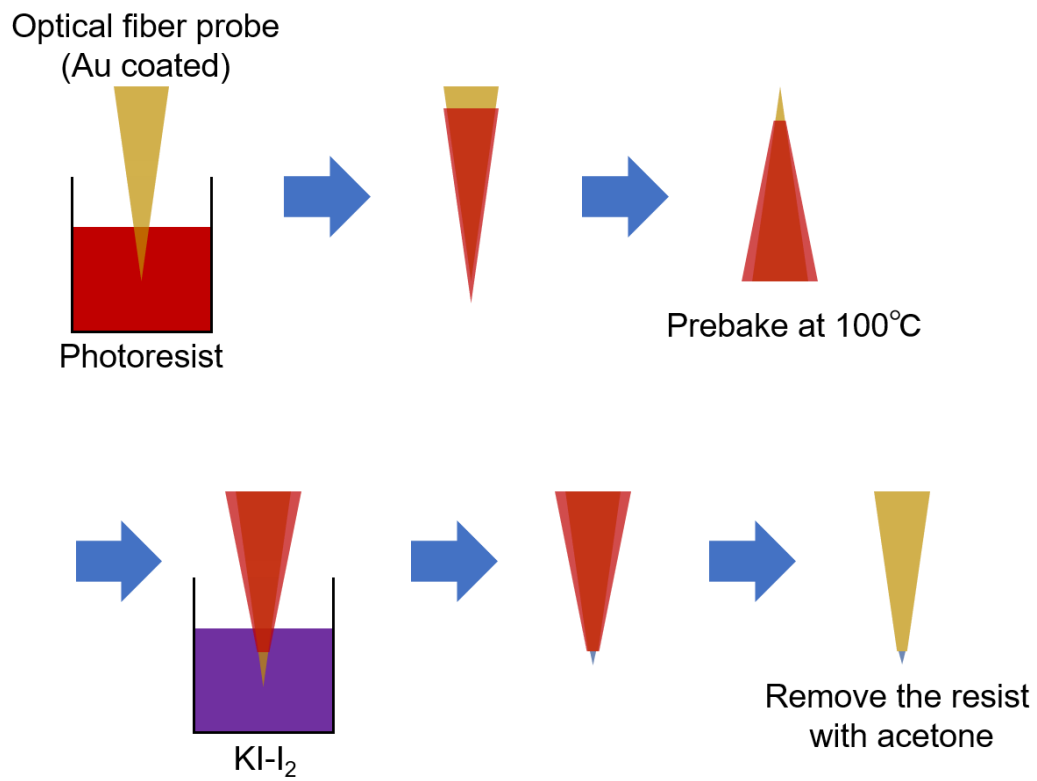 Optical fiber probe
(Au coated)
Photoresist
Prebake at 100℃
KI-I₂
Remove the resist
with acetone